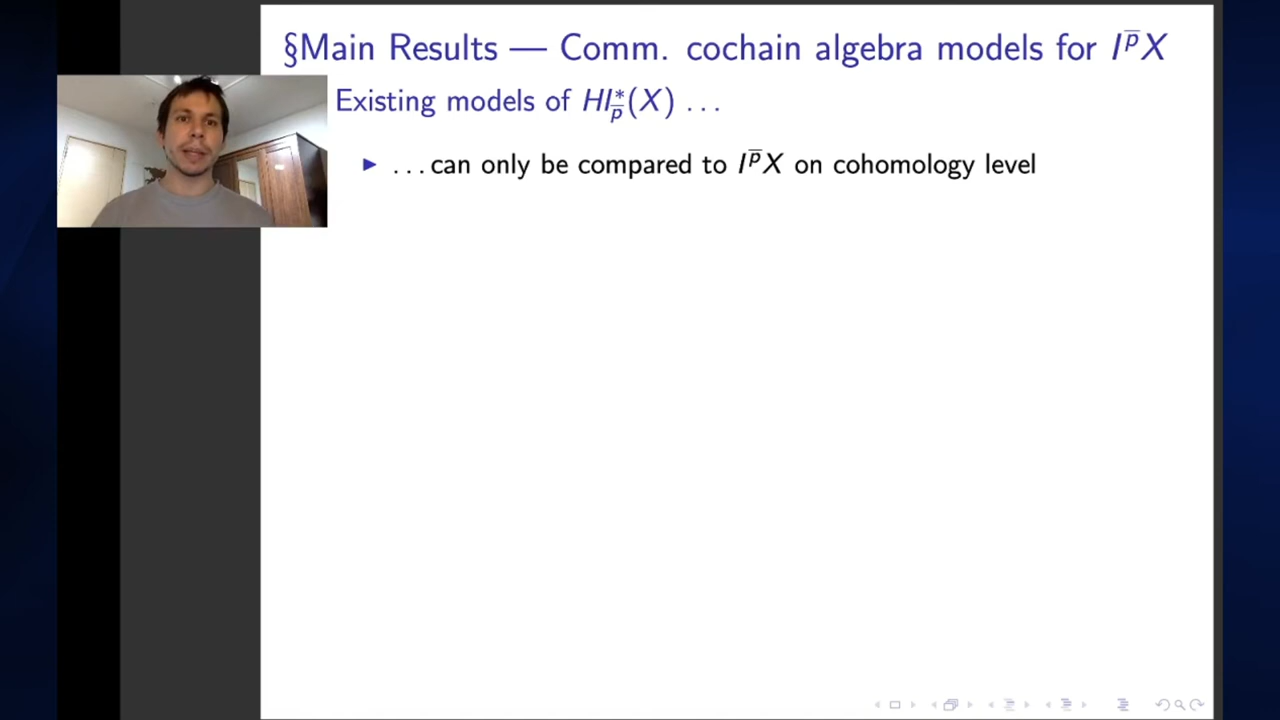 §Main Results — Comm. cochain algebra models for I^p̅X
Existing models of HI^*_p̅(X) ...
▶ ...can only be compared to I^p̅X on cohomology level